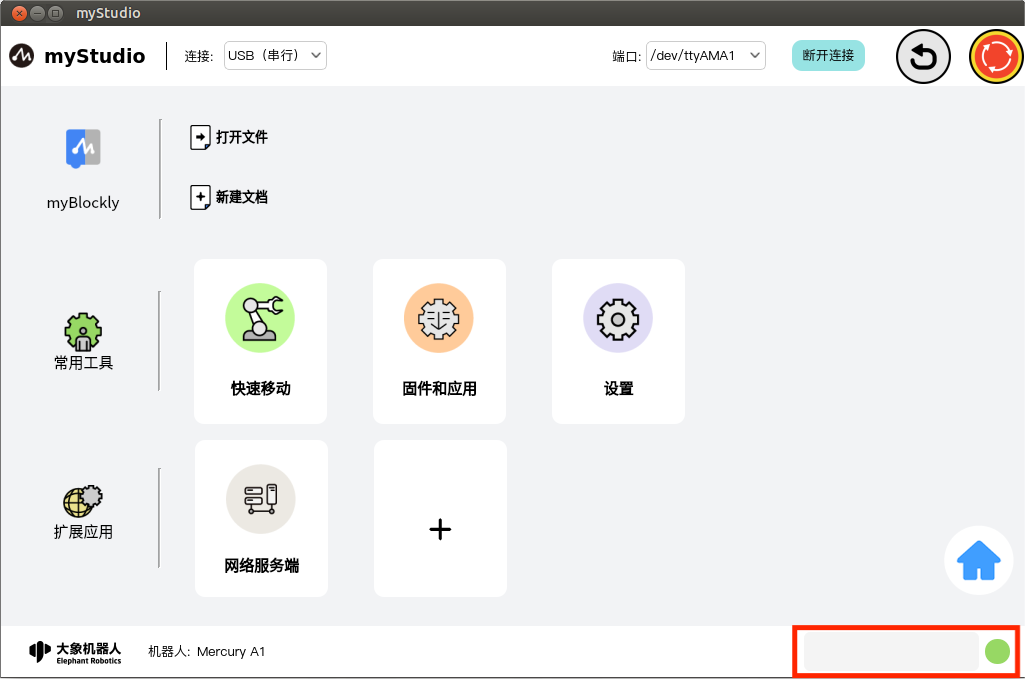 myStudio
myStudio
连接:
USB（串行）
端口:
/dev/ttyAMA1
断开连接
myBlockly
打开文件
新建文档
常用工具
快速移动
固件和应用
设置
扩展应用
网络服务端
大象机器人
Elephant Robotics
机器人: Mercury A1